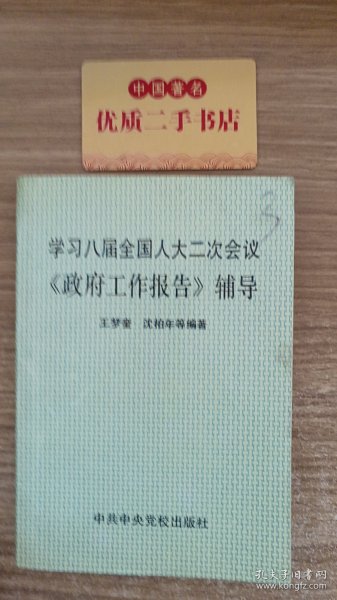 中国著名
优质二手书店
3
学习八届全国人大二次会议
《政府工作报告》辅导
王梦奎 沈柏年等编著
中共中央党校出版社
孔夫子旧书网